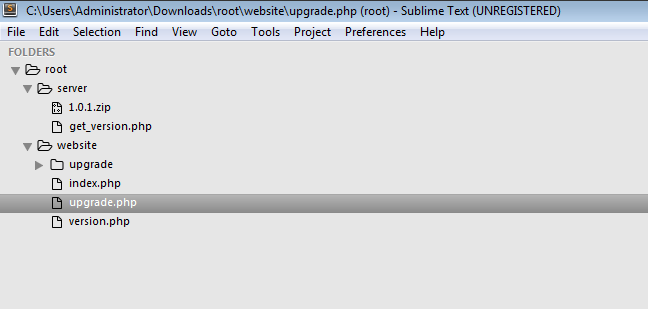 C:\Users\Administrator\Downloads\root\website\upgrade.php (root) - Sublime Text (UNREGISTERED)
File Edit Selection Find View Goto Tools Project Preferences Help
FOLDERS
root
server
1.0.1.zip
get_version.php
website
upgrade
index.php
upgrade.php
version.php